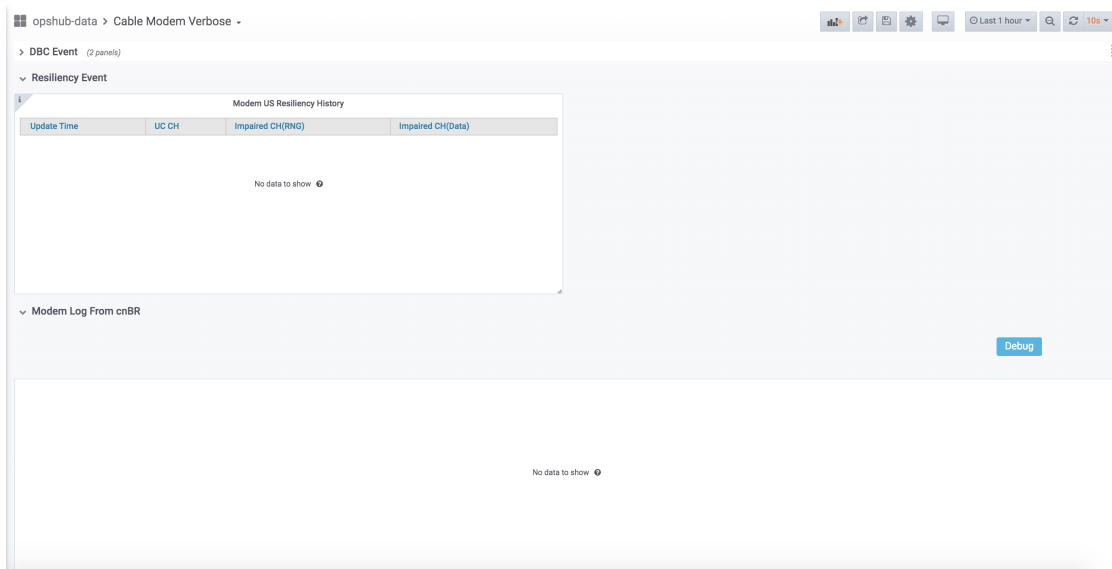 opshub-data > Cable Modem Verbose
Last 1 hour
10s
DBC Event (2 panels)
Resiliency Event
i
Modem US Resiliency History
Update Time UC CH Impaired CH(RNG) Impaired CH(Data)
No data to show ?
Modem Log From cnBR
Debug
No data to show ?